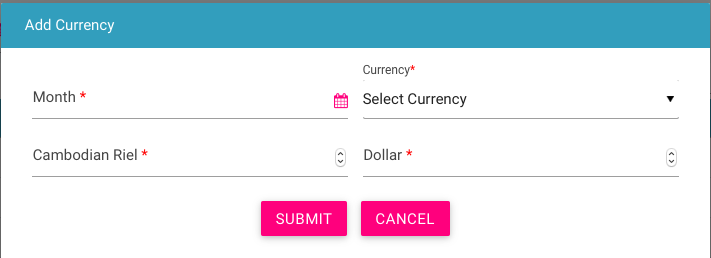 Add Currency
Currency*
Month *
Select Currency
Cambodian Riel *
Dollar *
SUBMIT
CANCEL